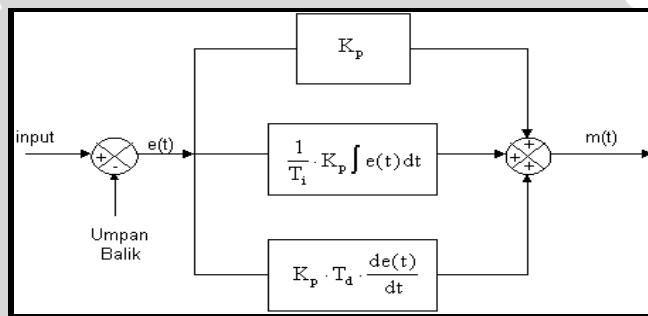 K_p
input
+
-
e(t)
1/T_i · K_p ∫ e(t) dt
+
+
+
m(t)
Umpan
Balik
K_p · T_d · de(t)/dt